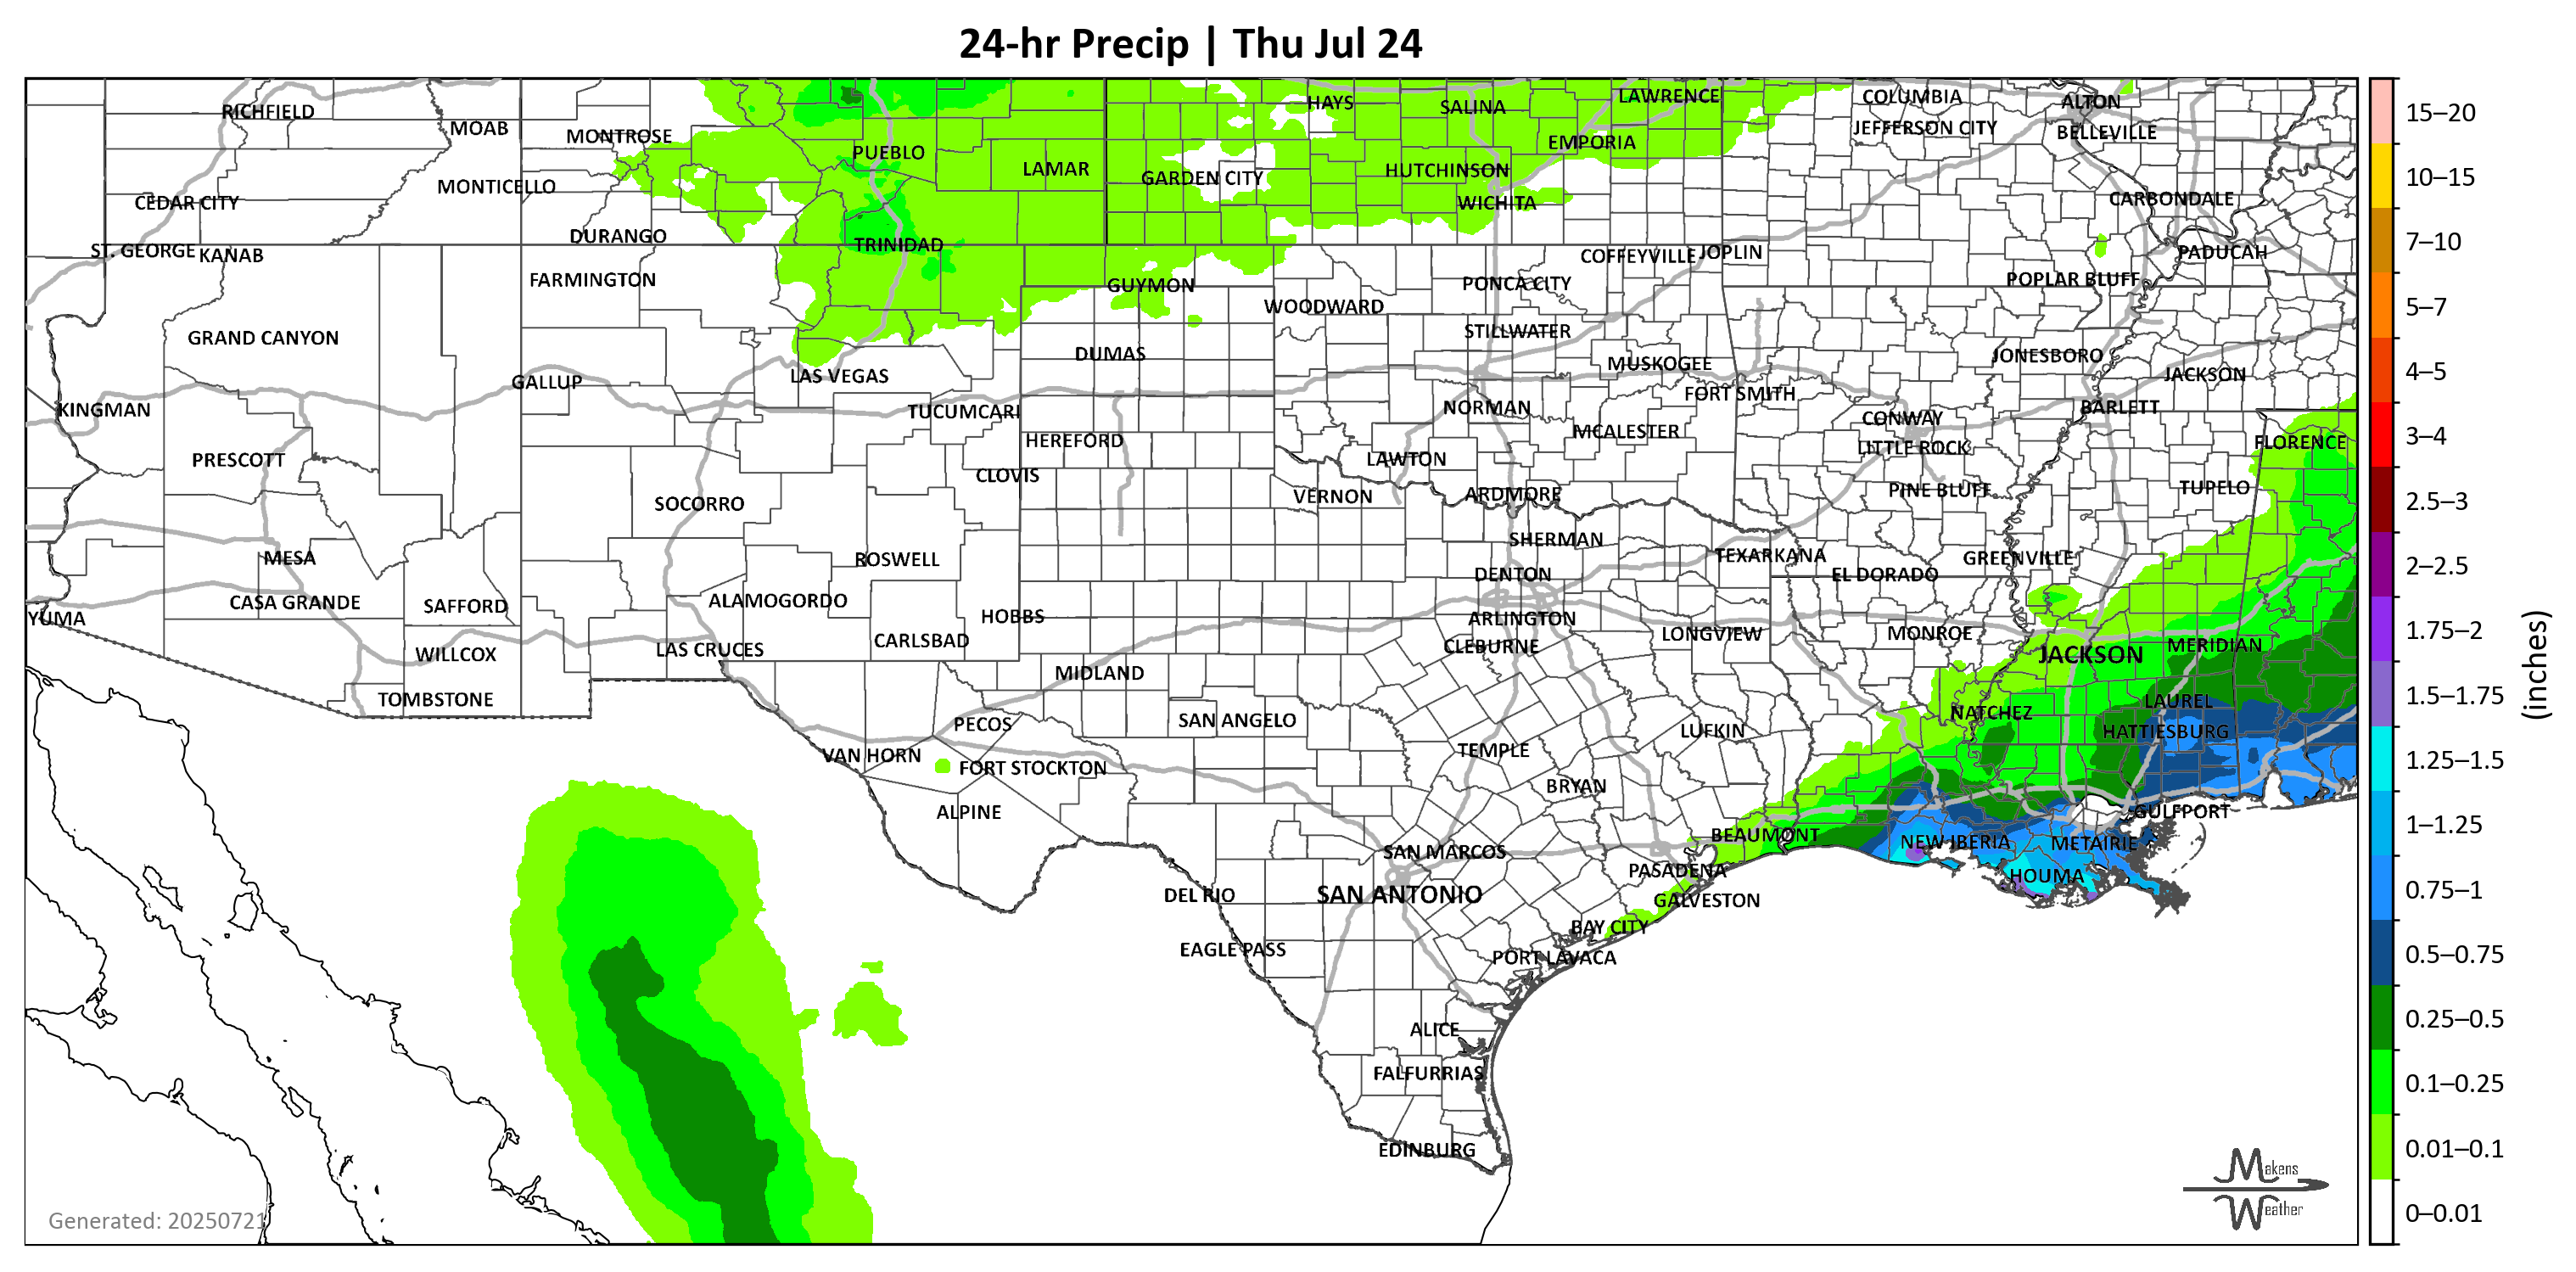 24-hr Precip | Thu Jul 24
RICHFIELD
MOAB
MONTROSE
PUEBLO
LAMAR
HAYS
SALINA
LAWRENCE
COLUMBIA
ALTON
JEFFERSON CITY
BELLEVILLE
EMPORIA
HUTCHINSON
GARDEN CITY
MONTICELLO
CEDAR CITY
WICHITA
CARBONDALE
DURANGO
TRINIDAD
ST. GEORGE
KANAB
COFFEYVILLE
JOPLIN
PADUCAH
FARMINGTON
GUYMON
PONCA CITY
POPLAR BLUFF
WOODWARD
GRAND CANYON
STILLWATER
DUMAS
JONESBORO
MUSKOGEE
LAS VEGAS
JACKSON
GALLUP
FORT SMITH
KINGMAN
TUCUMCARI
NORMAN
BARLETT
CONWAY
HEREFORD
MCALESTER
LITTLE ROCK
FLORENCE
PRESCOTT
LAWTON
CLOVIS
SOCORRO
VERNON
ARDMORE
PINE BLUFF
TUPELO
MESA
ROSWELL
SHERMAN
TEXARKANA
GREENVILLE
DENTON
EL DORADO
CASA GRANDE
SAFFORD
ALAMOGORDO
HOBBS
ARLINGTON
YUMA
LAS CRUCES
CARLSBAD
CLEBURNE
LONGVIEW
MONROE
MERIDIAN
WILLCOX
JACKSON
MIDLAND
TOMBSTONE
LAUREL
PECOS
SAN ANGELO
NATCHEZ
LUFKIN
HATTIESBURG
VAN HORN
FORT STOCKTON
TEMPLE
BRYAN
ALPINE
GULFPORT
BEAUMONT
NEW IBERIA
METAIRIE
SAN MARCOS
PASADENA
HOUMA
DEL RIO
SAN ANTONIO
GALVESTON
BAY CITY
EAGLE PASS
PORT LAVACA
ALICE
FALFURRIAS
EDINBURG
Generated: 20250721
Makens
Weather
15–20
10–15
7–10
5–7
4–5
3–4
2.5–3
2–2.5
1.75–2
1.5–1.75
1.25–1.5
1–1.25
0.75–1
0.5–0.75
0.25–0.5
0.1–0.25
0.01–0.1
0–0.01
(inches)